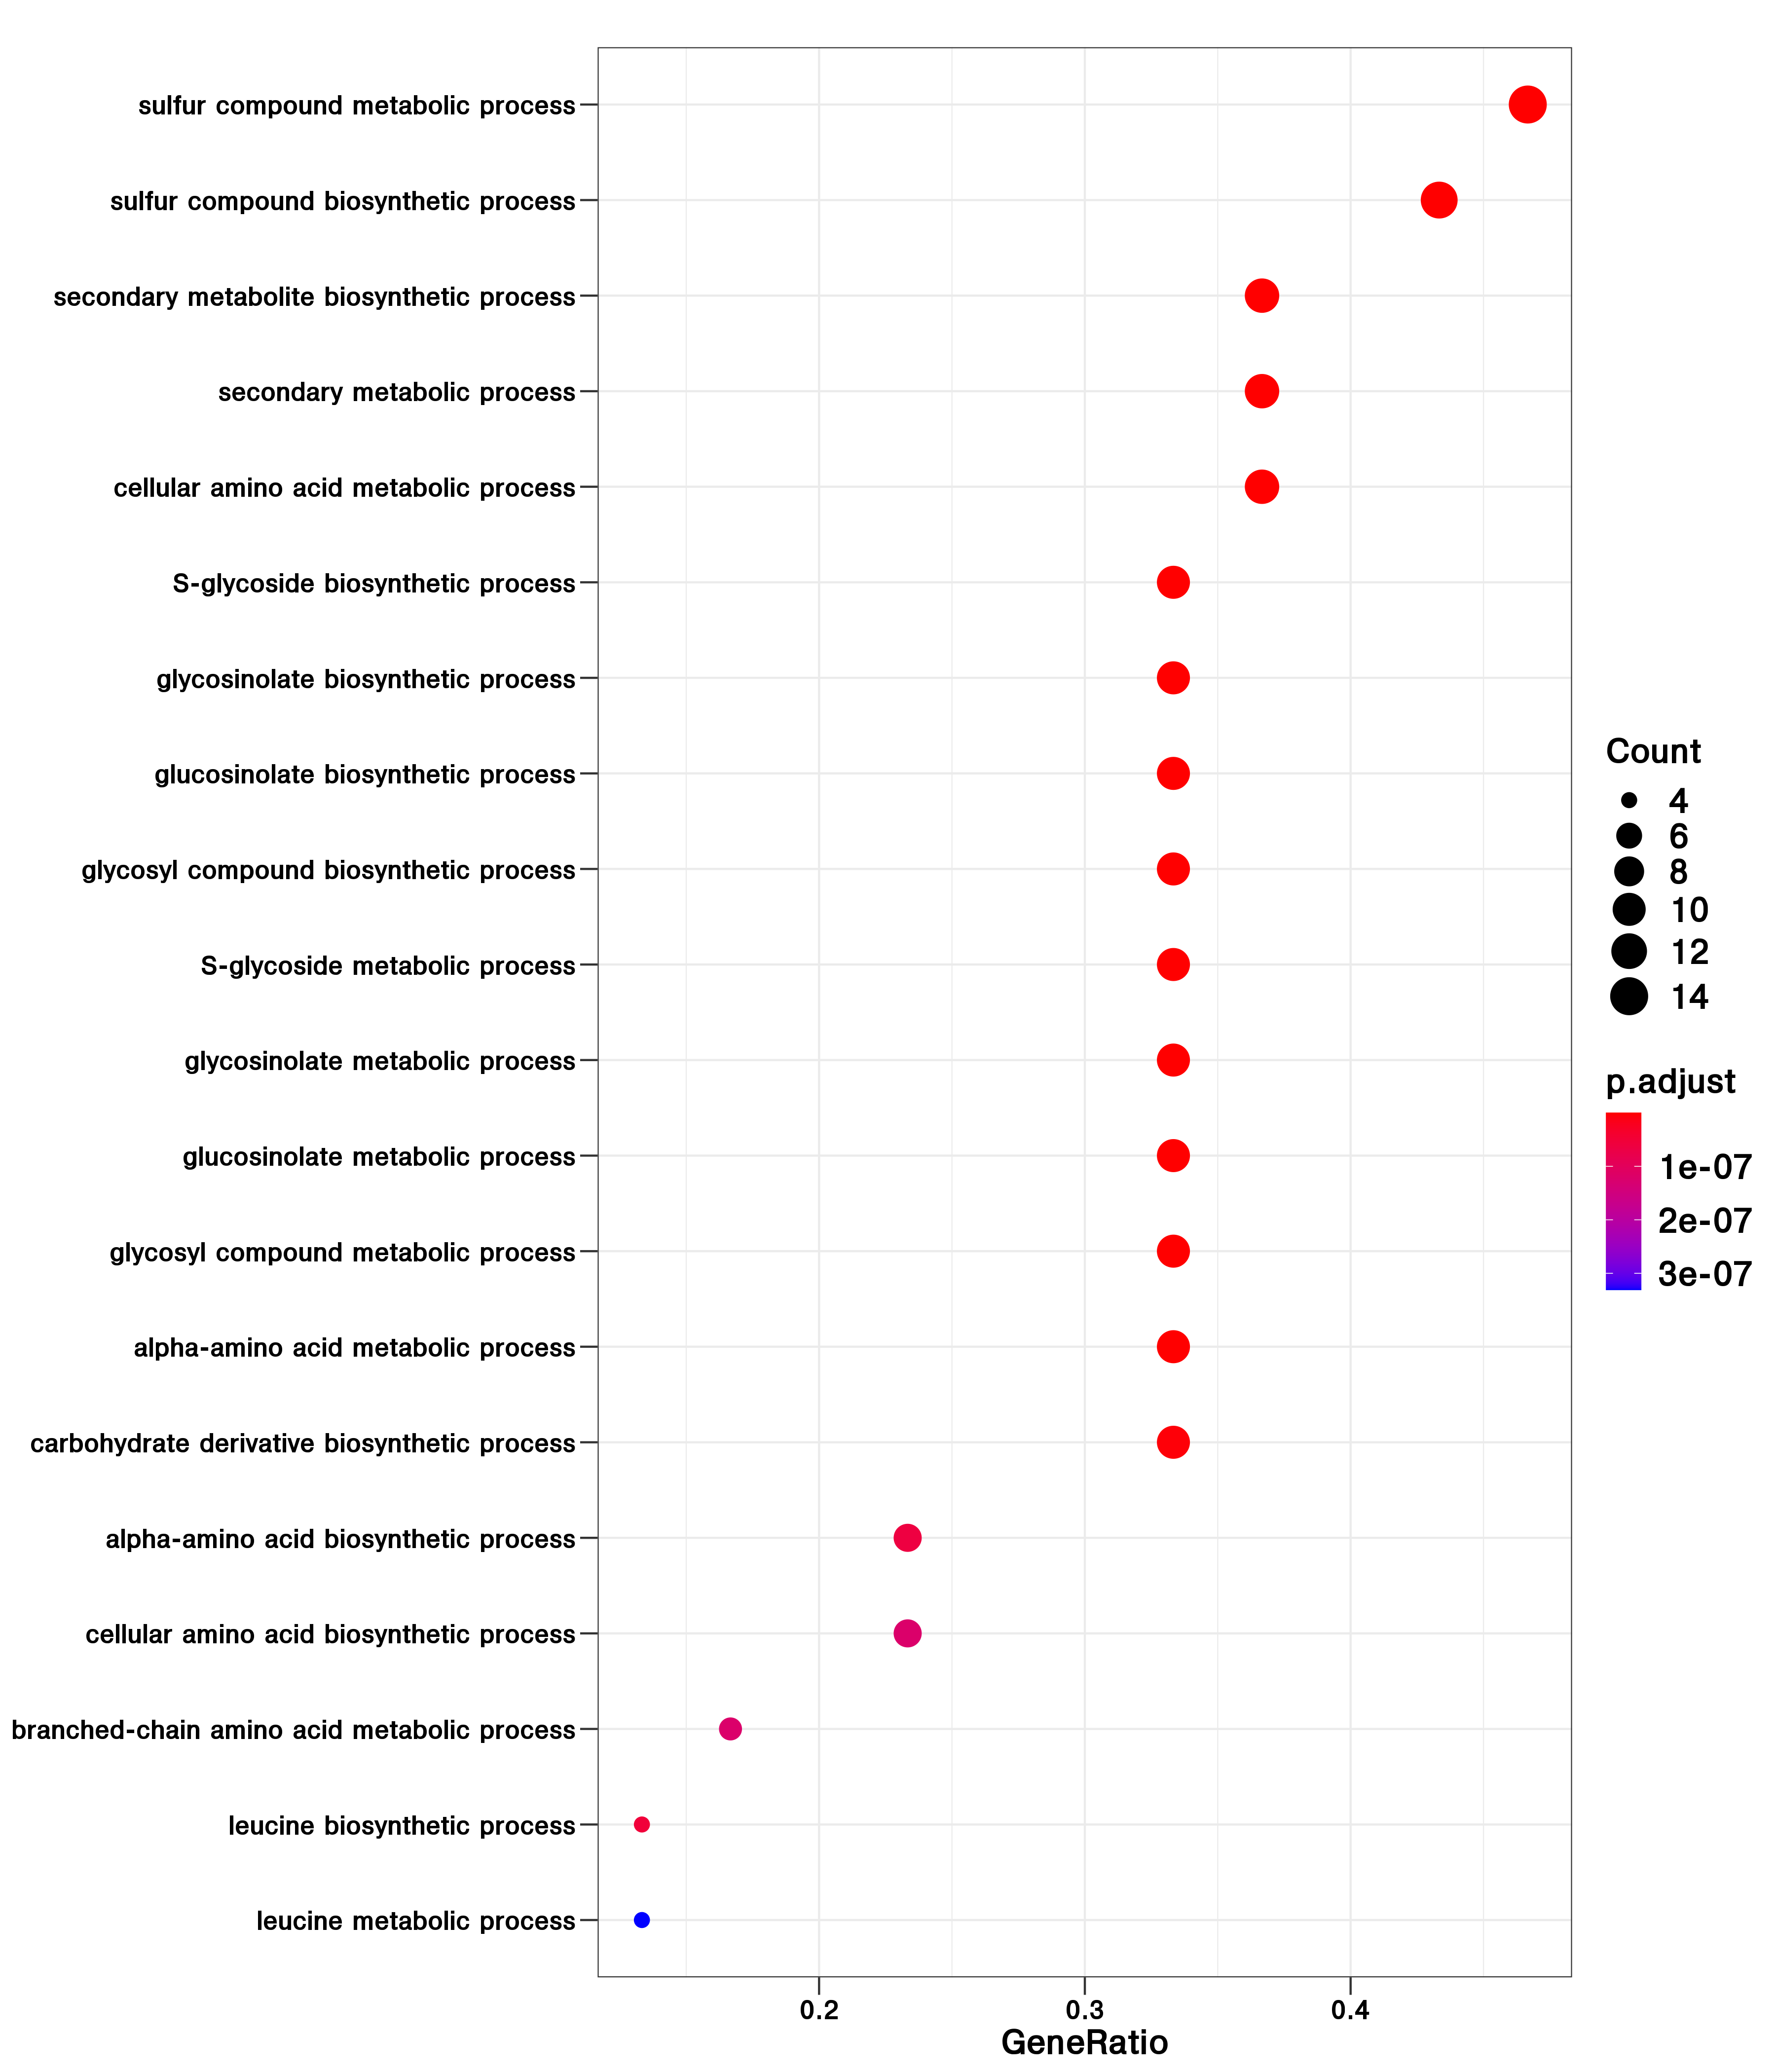 sulfur compound metabolic process
sulfur compound biosynthetic process
secondary metabolite biosynthetic process
secondary metabolic process
cellular amino acid metabolic process
S-glycoside biosynthetic process
glycosinolate biosynthetic process
glucosinolate biosynthetic process
glycosyl compound biosynthetic process
S-glycoside metabolic process
glycosinolate metabolic process
glucosinolate metabolic process
glycosyl compound metabolic process
alpha-amino acid metabolic process
carbohydrate derivative biosynthetic process
alpha-amino acid biosynthetic process
cellular amino acid biosynthetic process
branched-chain amino acid metabolic process
leucine biosynthetic process
leucine metabolic process
0.2 0.3 0.4
GeneRatio
Count
4
6
8
10
12
14
p.adjust
1e-07
2e-07
3e-07